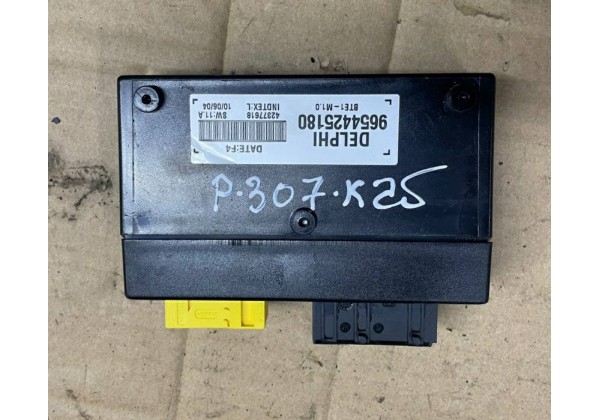 DELPHI
9654425180
BTE1-M1.0
DATE:F4
42377618
SW:11.A INDTEX:L
10/06/04
P.307.K25